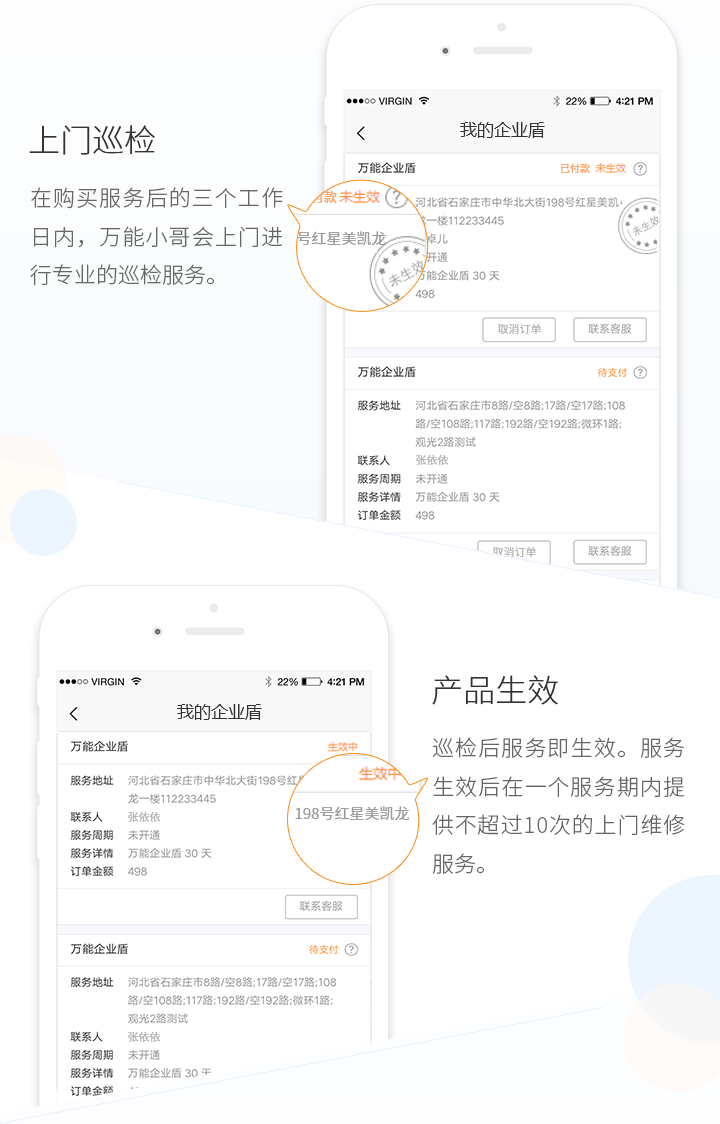 VIRGIN
22%
4:21 PM
我的企业盾
上门巡检
在购买服务后的三个工作
日内，万能小哥会上门进
行专业的巡检服务。
万能企业盾
已付款 未生效 ?
付款 未生效 ?
号红星美凯龙
未生效
河北省石家庄市中华北大街198号红星美凯
龙一楼112233445
卓儿
开通
万能企业盾 30 天
498
未生效
取消订单
联系客服
万能企业盾
待支付 ?
服务地址 河北省石家庄市8路/空8路;17路/空17路;108
路/空108路;117路;192路/空192路;微环1路;
观光2路测试
联系人 张依依
服务周期 未开通
服务详情 万能企业盾 30 天
订单金额 498
取消订单
联系客服
VIRGIN
22%
4:21 PM
我的企业盾
万能企业盾
生效中
服务地址 河北省石家庄市中华北大街198号红
龙一楼112233445
联系人 张依依
服务周期 未开通
服务详情 万能企业盾 30 天
订单金额 498
生效中
198号红星美凯龙
联系客服
产品生效
巡检后服务即生效。服务
生效后在一个服务期内提
供不超过10次的上门维修
服务。
万能企业盾
待支付 ?
服务地址 河北省石家庄市8路/空8路;17路/空17路;108
路/空108路;117路;192路/空192路;微环1路;
观光2路测试
联系人 张依依
服务周期 未开通
服务详情 万能企业盾 30 天
订单金额